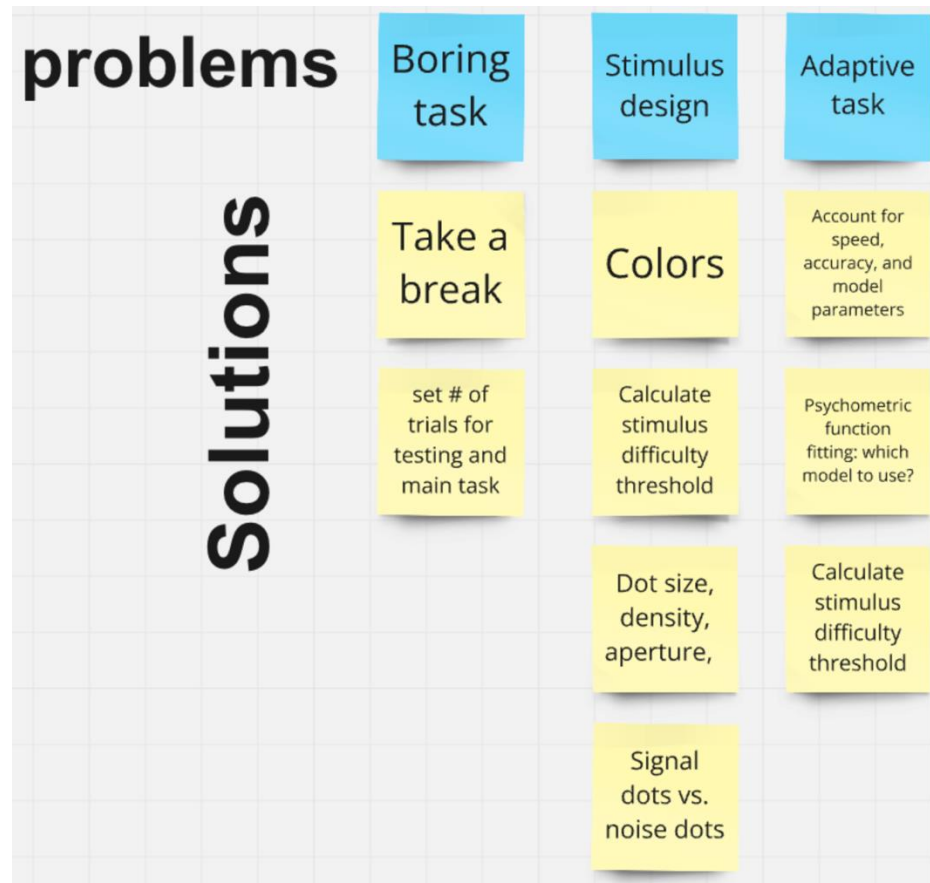 problems
Boring
task
Stimulus
design
Adaptive
task
Solutions
Take a
break
Colors
Account for
speed,
accuracy, and
model
parameters
set # of
trials for
testing and
main task
Calculate
stimulus
difficulty
threshold
Psychometric
function
fitting: which
model to use?
Dot size,
density,
aperture,
Calculate
stimulus
difficulty
threshold
Signal
dots vs.
noise dots